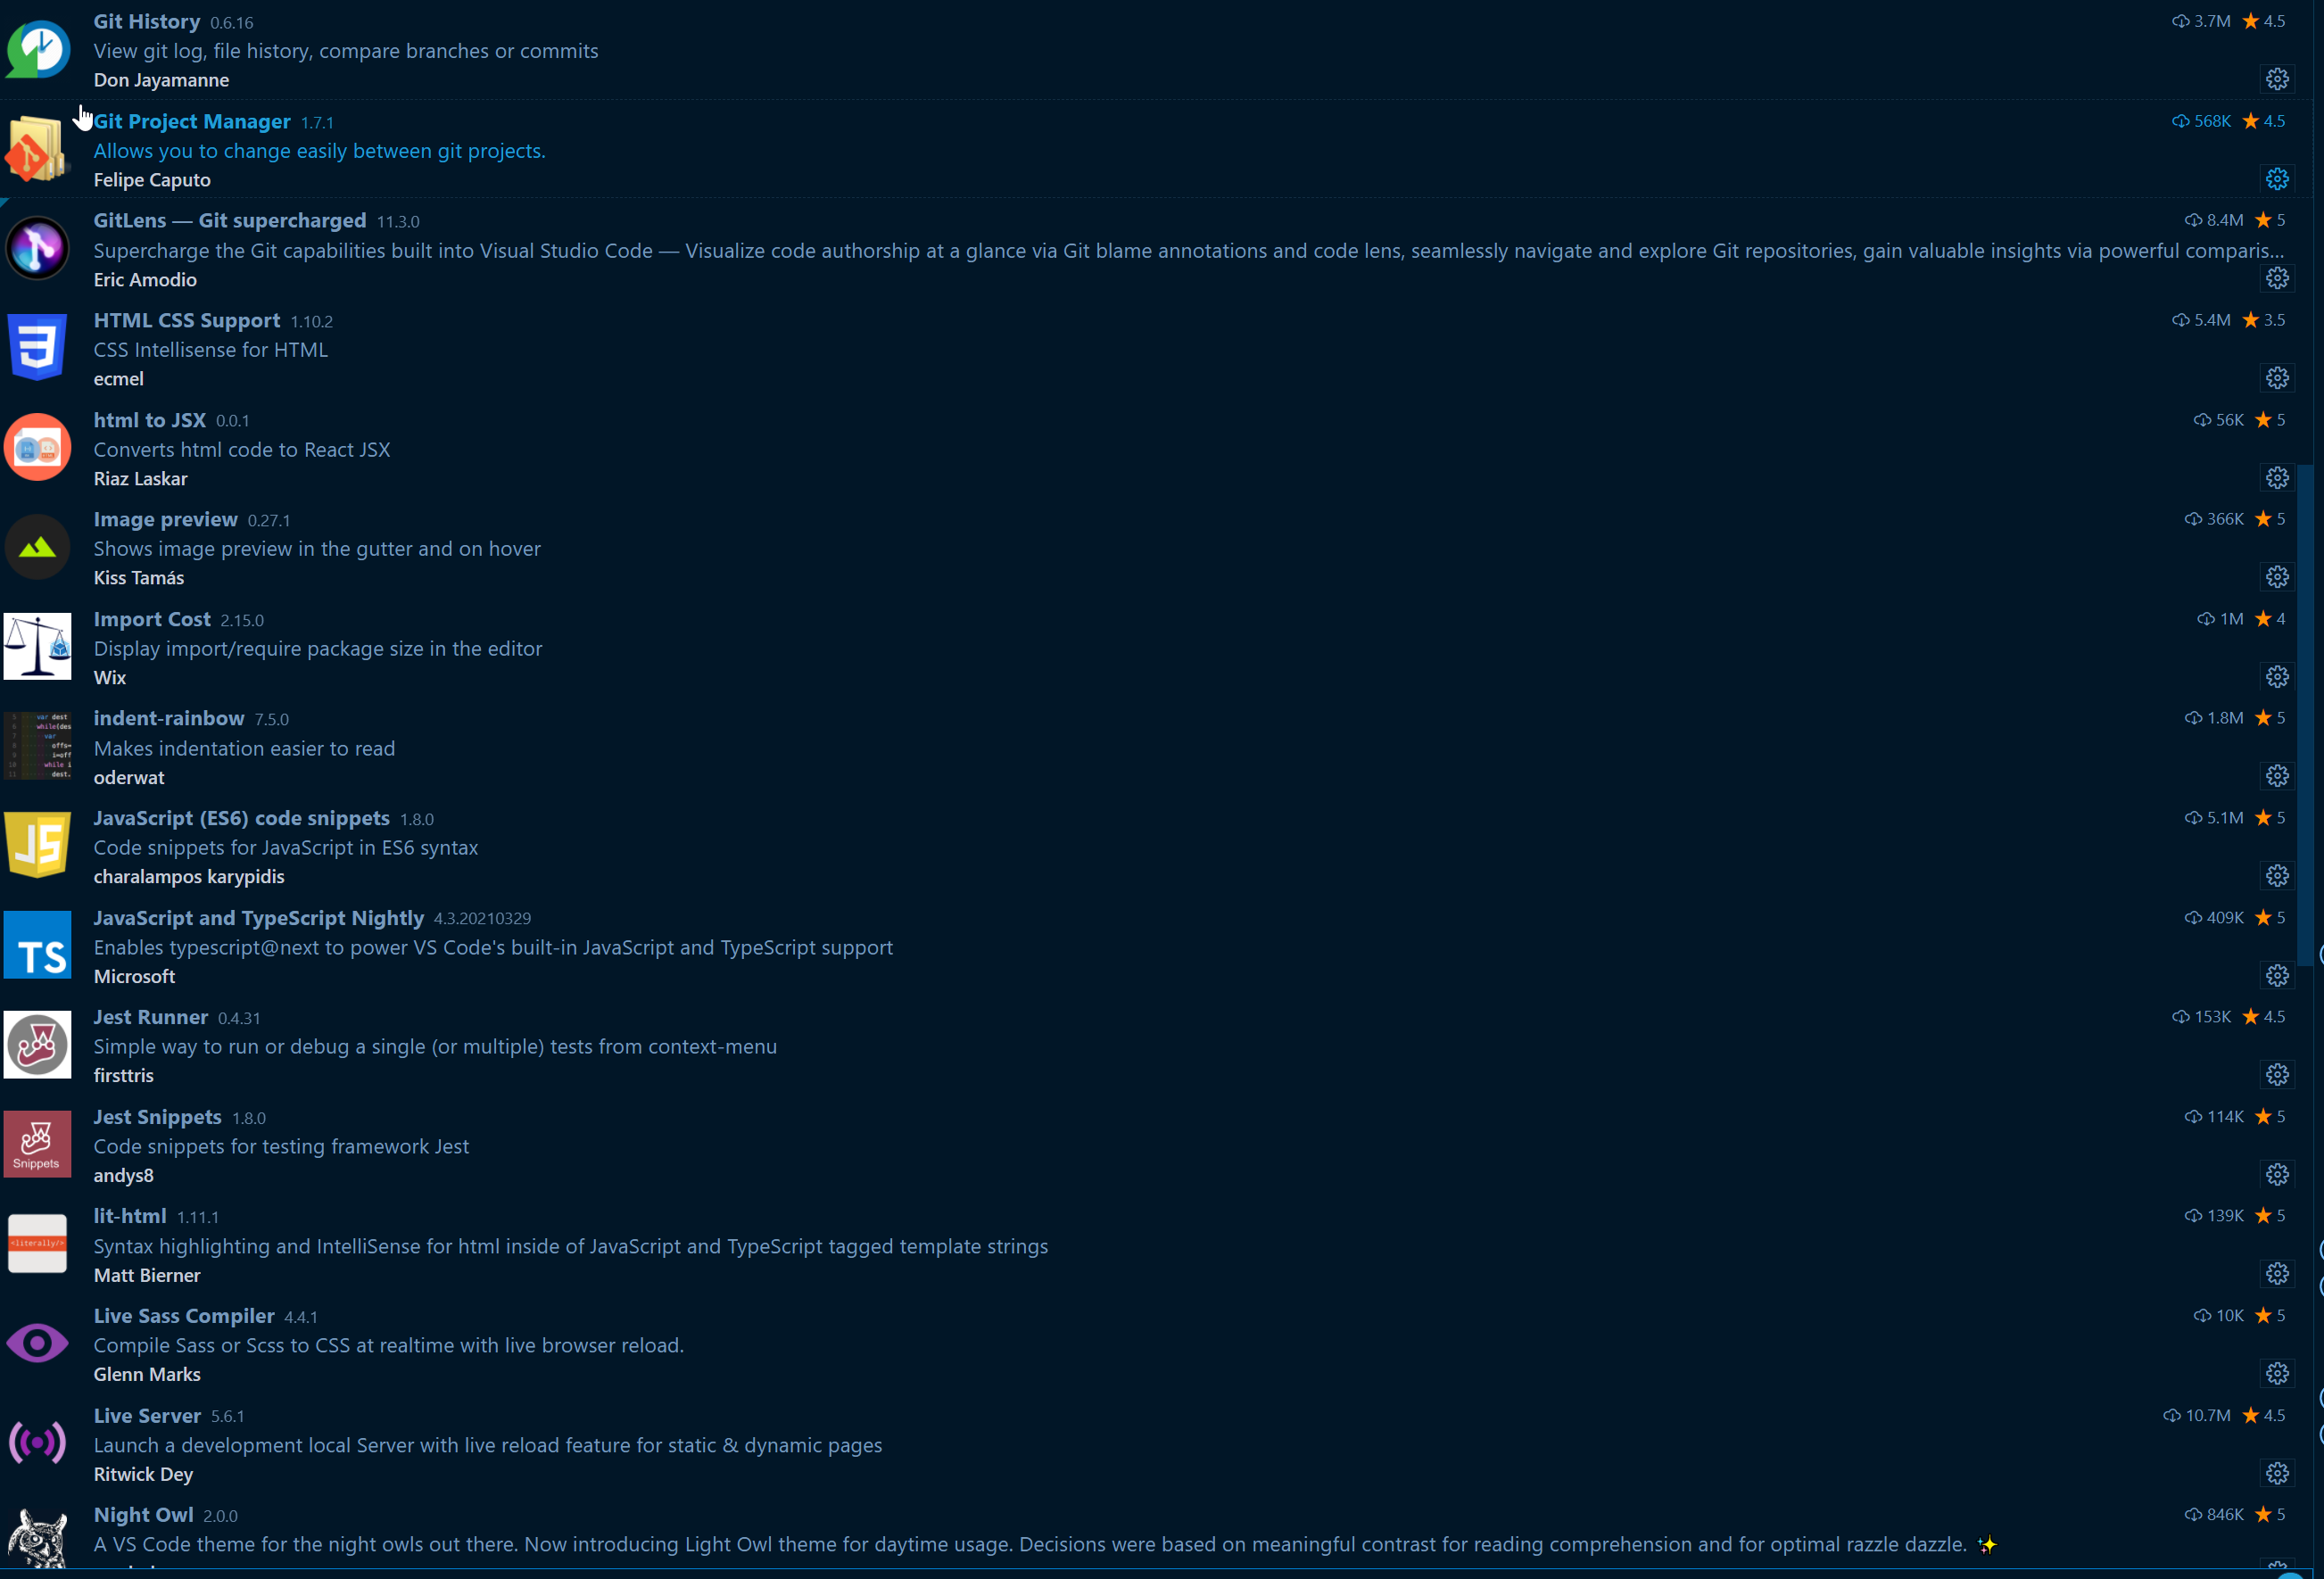 Git History 0.6.16 3.7M 4.5
View git log, file history, compare branches or commits
Don Jayamanne
Git Project Manager 1.7.1 568K 4.5
Allows you to change easily between git projects.
Felipe Caputo
GitLens — Git supercharged 11.3.0 8.4M 5
Supercharge the Git capabilities built into Visual Studio Code — Visualize code authorship at a glance via Git blame annotations and code lens, seamlessly navigate and explore Git repositories, gain valuable insights via powerful comparis...
Eric Amodio
HTML CSS Support 1.10.2 5.4M 3.5
CSS Intellisense for HTML
ecmel
html to JSX 0.0.1 56K 5
Converts html code to React JSX
Riaz Laskar
Image preview 0.27.1 366K 5
Shows image preview in the gutter and on hover
Kiss Tamás
Import Cost 2.15.0 1M 4
Display import/require package size in the editor
Wix
indent-rainbow 7.5.0 1.8M 5
Makes indentation easier to read
oderwat
JavaScript (ES6) code snippets 1.8.0 5.1M 5
JS
Code snippets for JavaScript in ES6 syntax
charalampos karypidis
JavaScript and TypeScript Nightly 4.3.20210329 409K 5
TS
Enables typescript@next to power VS Code's built-in JavaScript and TypeScript support
Microsoft
Jest Runner 0.4.31 153K 4.5
Simple way to run or debug a single (or multiple) tests from context-menu
firsttris
Jest Snippets 1.8.0 114K 5
Snippets
Code snippets for testing framework Jest
andys8
lit-html 1.11.1 139K 5
<literally/>
Syntax highlighting and IntelliSense for html inside of JavaScript and TypeScript tagged template strings
Matt Bierner
Live Sass Compiler 4.4.1 10K 5
Compile Sass or Scss to CSS at realtime with live browser reload.
Glenn Marks
Live Server 5.6.1 10.7M 4.5
Launch a development local Server with live reload feature for static & dynamic pages
Ritwick Dey
Night Owl 2.0.0 846K 5
A VS Code theme for the night owls out there. Now introducing Light Owl theme for daytime usage. Decisions were based on meaningful contrast for reading comprehension and for optimal razzle dazzle. ✨